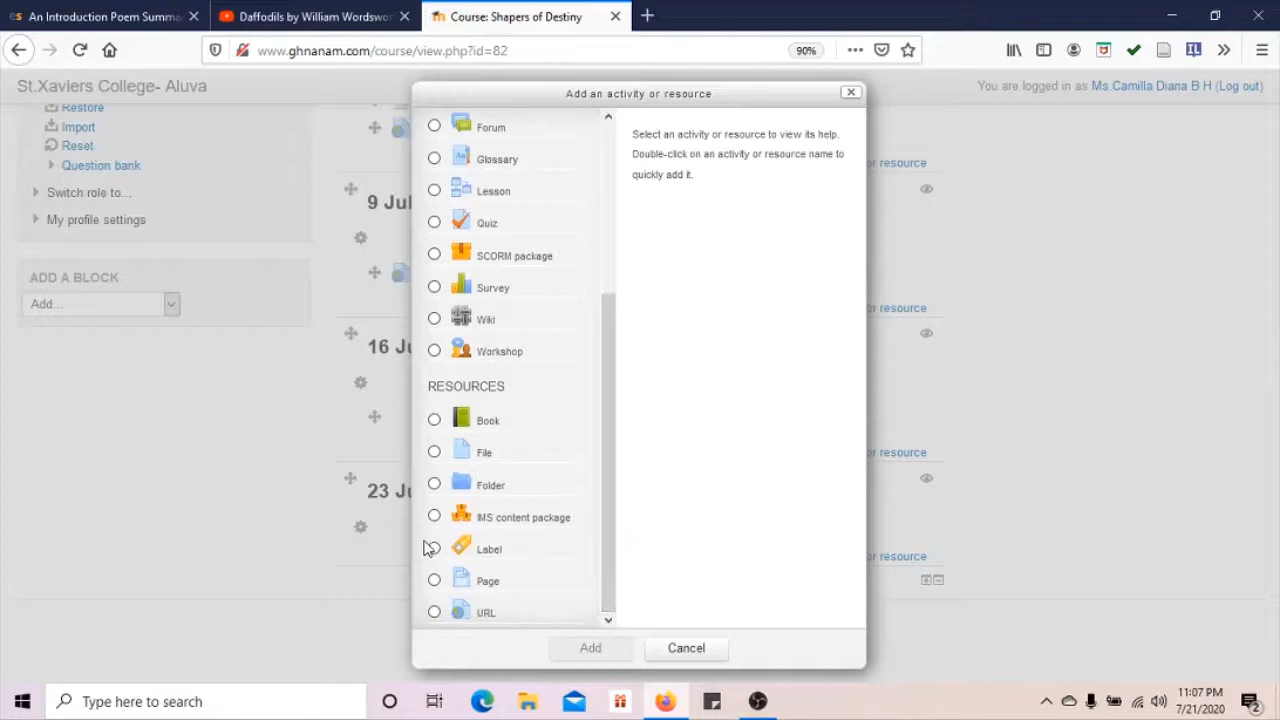 An Introduction Poem Summa
Daffodils by William Wordswo
Course: Shapers of Destiny
www.ghnanam.com/course/view.php?id=82
90%
St.Xaviers College- Aluva
You are logged in as Ms.Camilla Diana B H (Log out)
Restore
Import
Reset
Question bank
Switch role to...
My profile settings
ADD A BLOCK
Add...
9 Jul
16 Ju
23 Ju
or resource
or resource
or resource
or resource
Add an activity or resource
Forum
Glossary
Lesson
Quiz
SCORM package
Survey
Wiki
Workshop
RESOURCES
Book
File
Folder
IMS content package
Label
Page
URL
Select an activity or resource to view its help.
Double-click on an activity or resource name to
quickly add it.
Add
Cancel
Type here to search
11:07 PM
7/21/2020
2